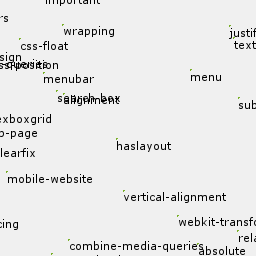 important
rs
wrapping
justif
text
css-float
sign
queries
position
menubar
menu
search-box
alignment
sub
exboxgrid
p-page
haslayout
learfix
mobile-website
vertical-alignment
webkit-transfo
cing
rela
combine-media-queries
absolute